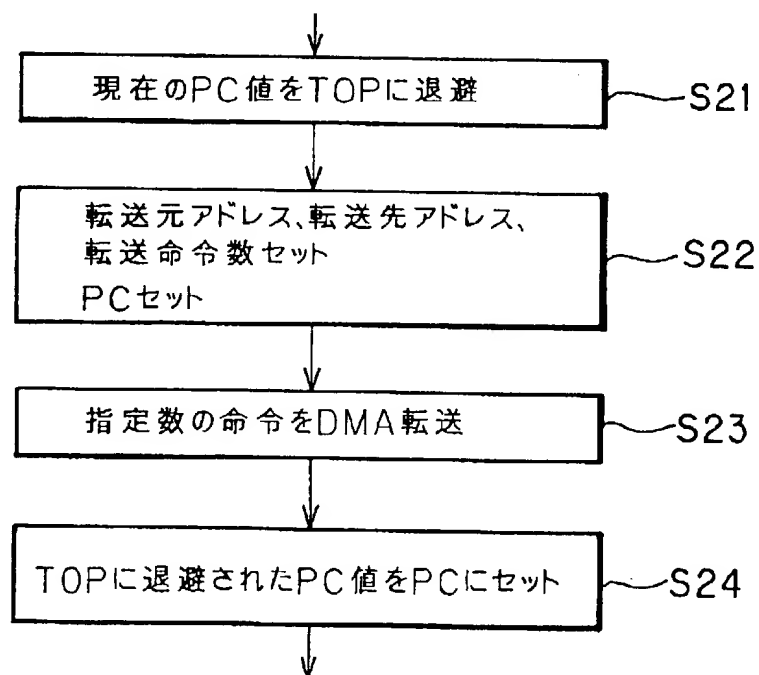 現在のPC値をTOPに退避
S21
転送元アドレス、転送先アドレス、
転送命令数セット
PCセット
S22
指定数の命令をDMA転送
S23
TOPに退避されたPC値をPCにセット
S24